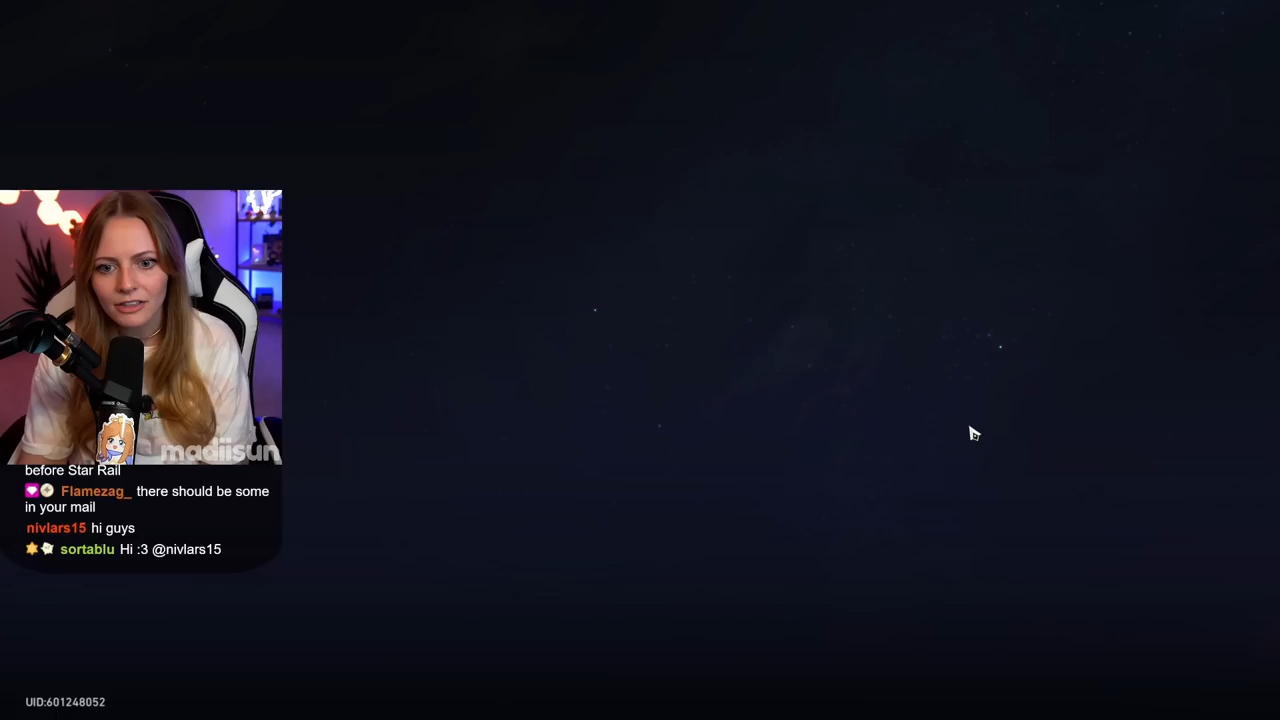 madiisun
before Star Rail
Flamezag_ there should be some
in your mail
nivlars15 hi guys
sortablu Hi :3 @nivlars15
UID:601248052